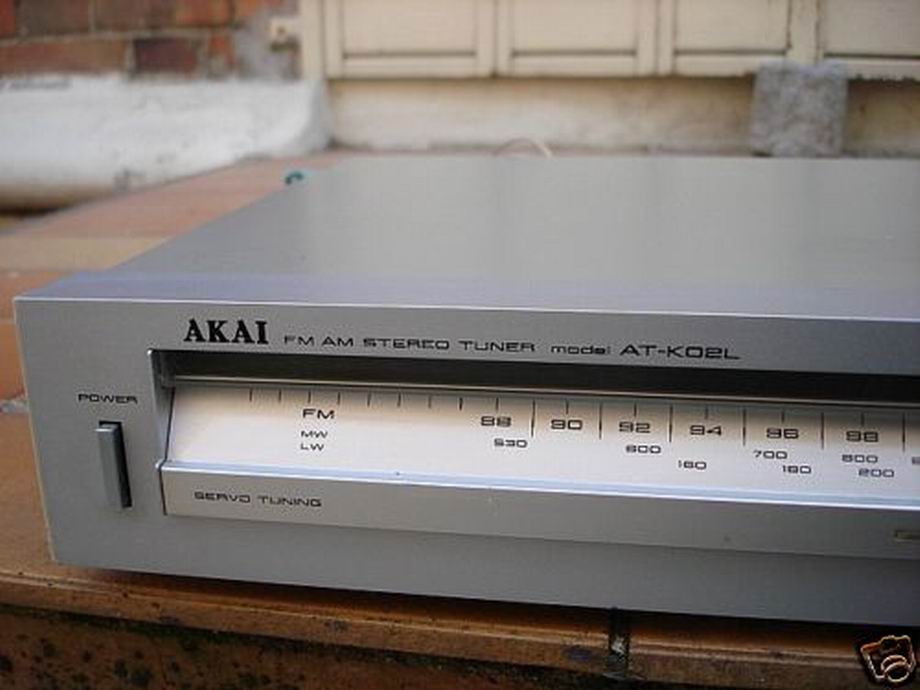 AKAI FM AM STEREO TUNER model AT-K02L
POWER
FM 88 90 92 94 96 98
MW 530 600 700 800
LW 160 180 200
SERVO TUNING